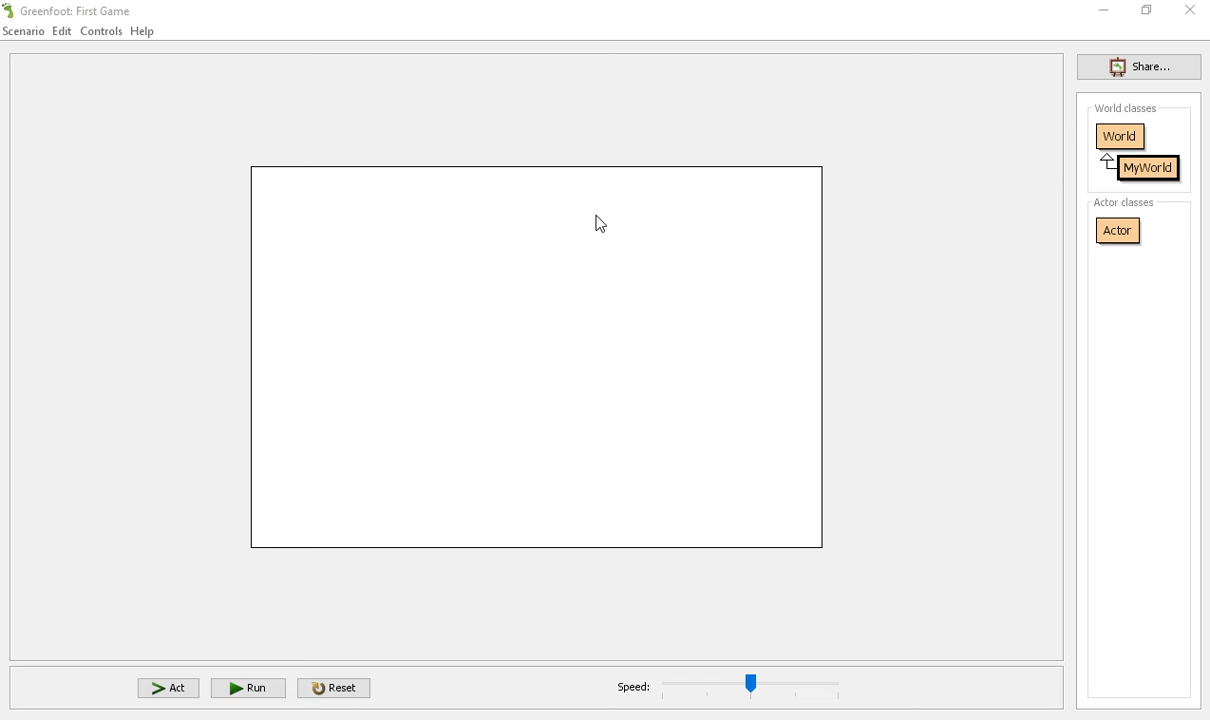 Greenfoot: First Game
Scenario Edit Controls Help
Share...
World classes
World
MyWorld
Actor classes
Actor
Act Run Reset Speed: